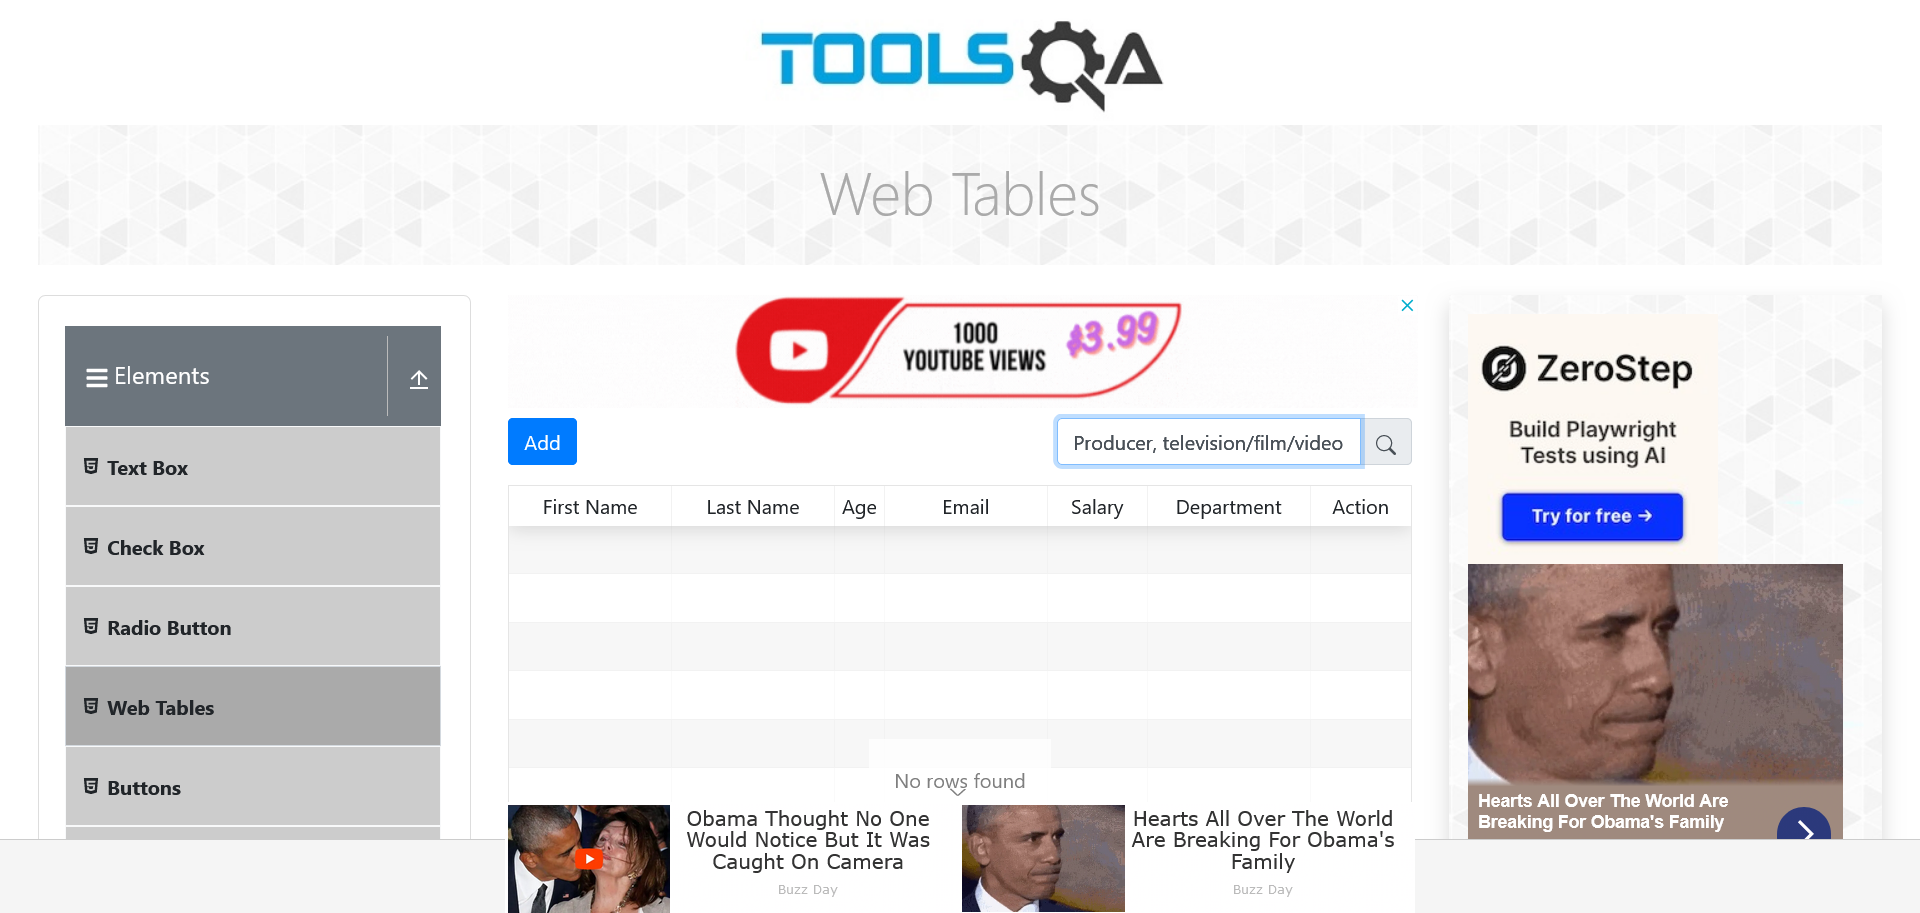 TOOLSQA
Web Tables
Elements
Text Box
Check Box
Radio Button
Web Tables
Buttons
1000
YOUTUBE VIEWS
$3.99
Add
Producer, television/film/video
First Name Last Name Age Email Salary Department Action
No rows found
Obama Thought No One
Would Notice But It Was
Caught On Camera
Buzz Day
Hearts All Over The World
Are Breaking For Obama's
Family
Buzz Day
ZeroStep
Build Playwright
Tests using AI
Try for free →
Hearts All Over The World Are
Breaking For Obama's Family